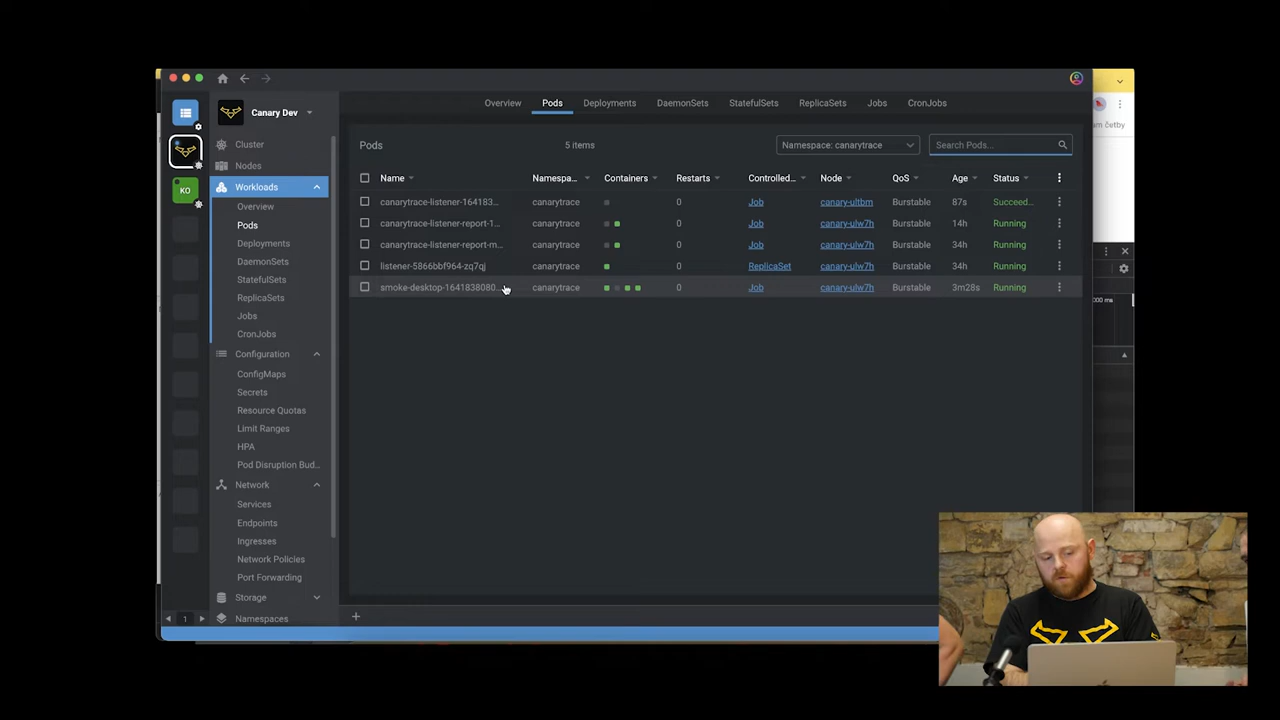 Canary Dev
Overview Pods Deployments DaemonSets StatefulSets ReplicaSets Jobs CronJobs
Pods 5 items Namespace: canarytrace Search Pods...
Name Namespa... Containers Restarts Controlled... Node QoS Age Status
canarytrace-listener-164183... canarytrace 0 Job canary-ultbm Burstable 87s Succeed...
canarytrace-listener-report-1... canarytrace 0 Job canary-ulw7h Burstable 14h Running
canarytrace-listener-report-m... canarytrace 0 Job canary-ulw7h Burstable 34h Running
listener-5866bbf964-zq7qj canarytrace 0 ReplicaSet canary-ulw7h Burstable 34h Running
smoke-desktop-1641838080... canarytrace 0 Job canary-ulw7h Burstable 3m28s Running
KO
Cluster
Nodes
Workloads
Overview
Pods
Deployments
DaemonSets
StatefulSets
ReplicaSets
Jobs
CronJobs
Configuration
ConfigMaps
Secrets
Resource Quotas
Limit Ranges
HPA
Pod Disruption Bud...
Network
Services
Endpoints
Ingresses
Network Policies
Port Forwarding
Storage
Namespaces
1
am četby
000 ms